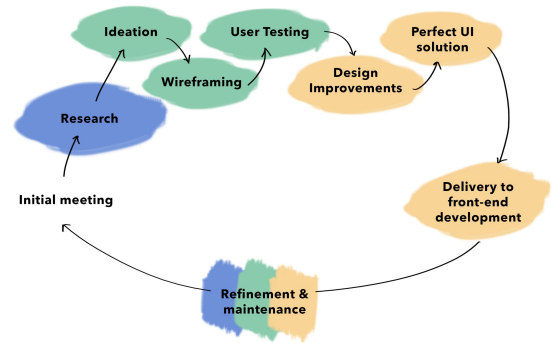 Ideation
User Testing
Perfect UI
solution
Wireframing
Design
Improvements
Research
Initial meeting
Delivery to
front-end
development
Refinement &
maintenance